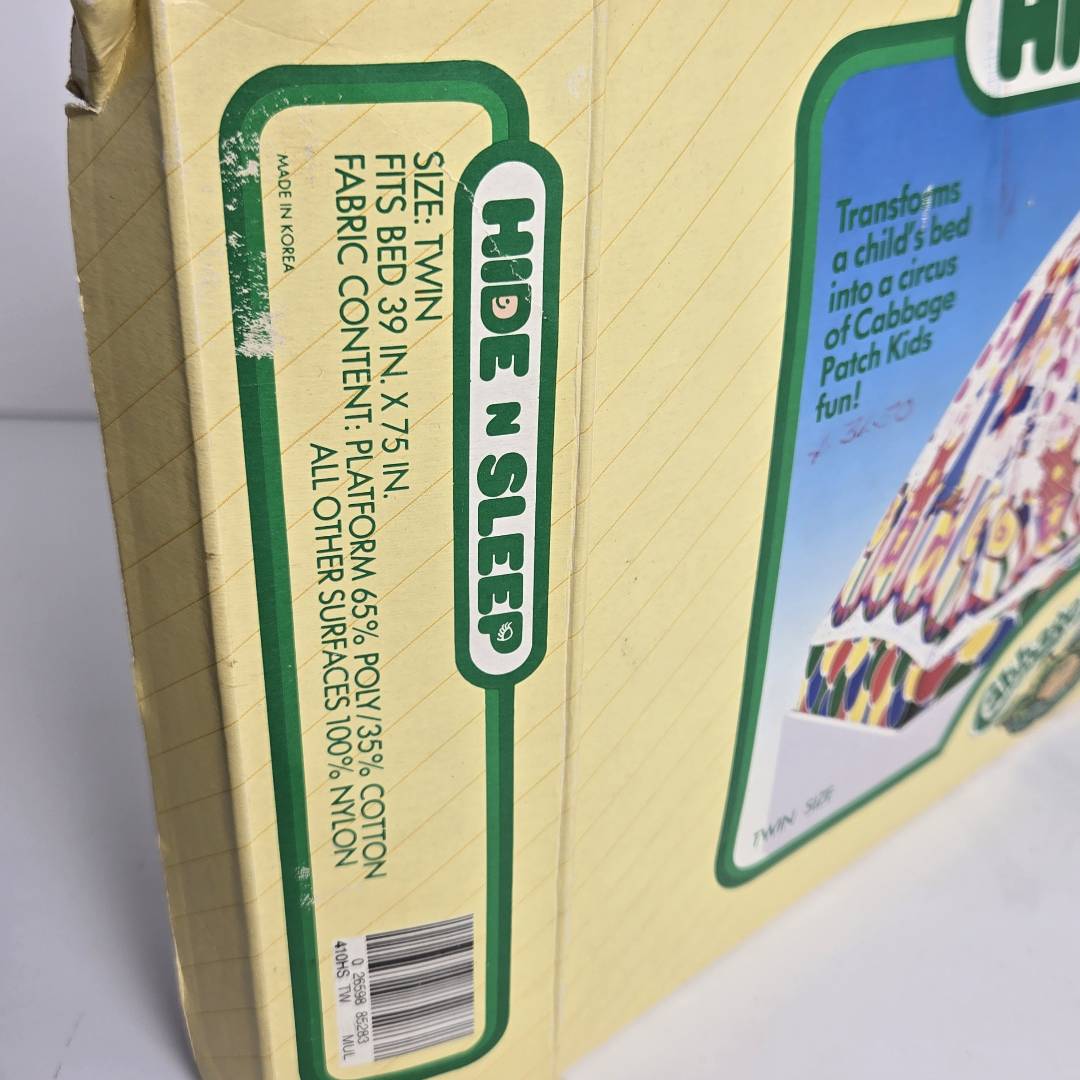 HIDE N SLEEP
SIZE: TWIN
FITS BED 39 IN. X 75 IN.
FABRIC CONTENT: PLATFORM 65% POLY/35% COTTON
ALL OTHER SURFACES 100% NYLON
MADE IN KOREA
0 26598 85283
410HS TW MUL
Transforms
a child's bed
into a circus
of Cabbage
Patch Kids
fun!
TWIN SIZE